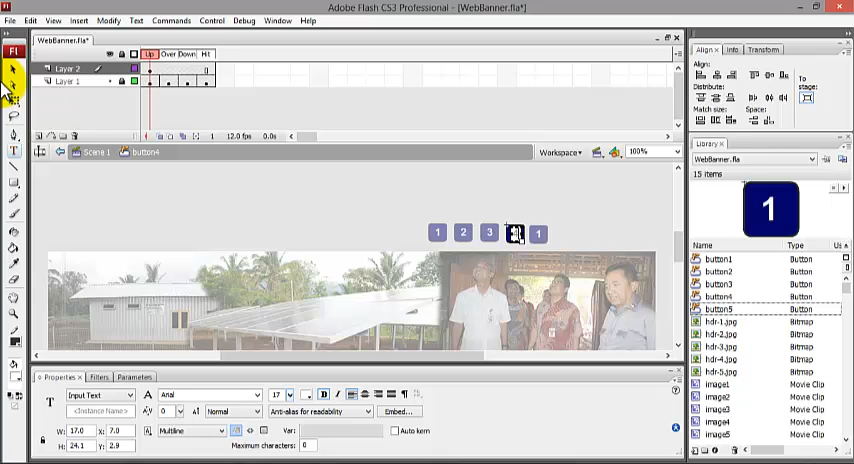 Adobe Flash CS3 Professional - [WebBanner.fla*]
File Edit View Insert Modify Text Commands Control Debug Window Help
Fl
WebBanner.fla*
Up Over Down Hit
Layer 2
Layer 1
1 12.0 fps 0.0s
Scene 1 button4
Workspace 100%
1 2 3 1
Align Info Transform
Align:
To stage:
Distribute:
Match size: Space:
Library
WebBanner.fla
15 items
1
Name Type
button1 Button
button2 Button
button3 Button
button4 Button
button5 Button
hdr-1.jpg Bitmap
hdr-2.jpg Bitmap
hdr-3.jpg Bitmap
hdr-4.jpg Bitmap
hdr-5.jpg Bitmap
image1 Movie Clip
image2 Movie Clip
image3 Movie Clip
image4 Movie Clip
image5 Movie Clip
Properties Filters Parameters
T Input Text A Arial 17 B I
<Instance Name> AV 0 Normal Anti-alias for readability Embed...
W: 17.0 X: 7.0 Multiline Var: Auto kern
H: 24.1 Y: 2.9 Maximum characters: 0